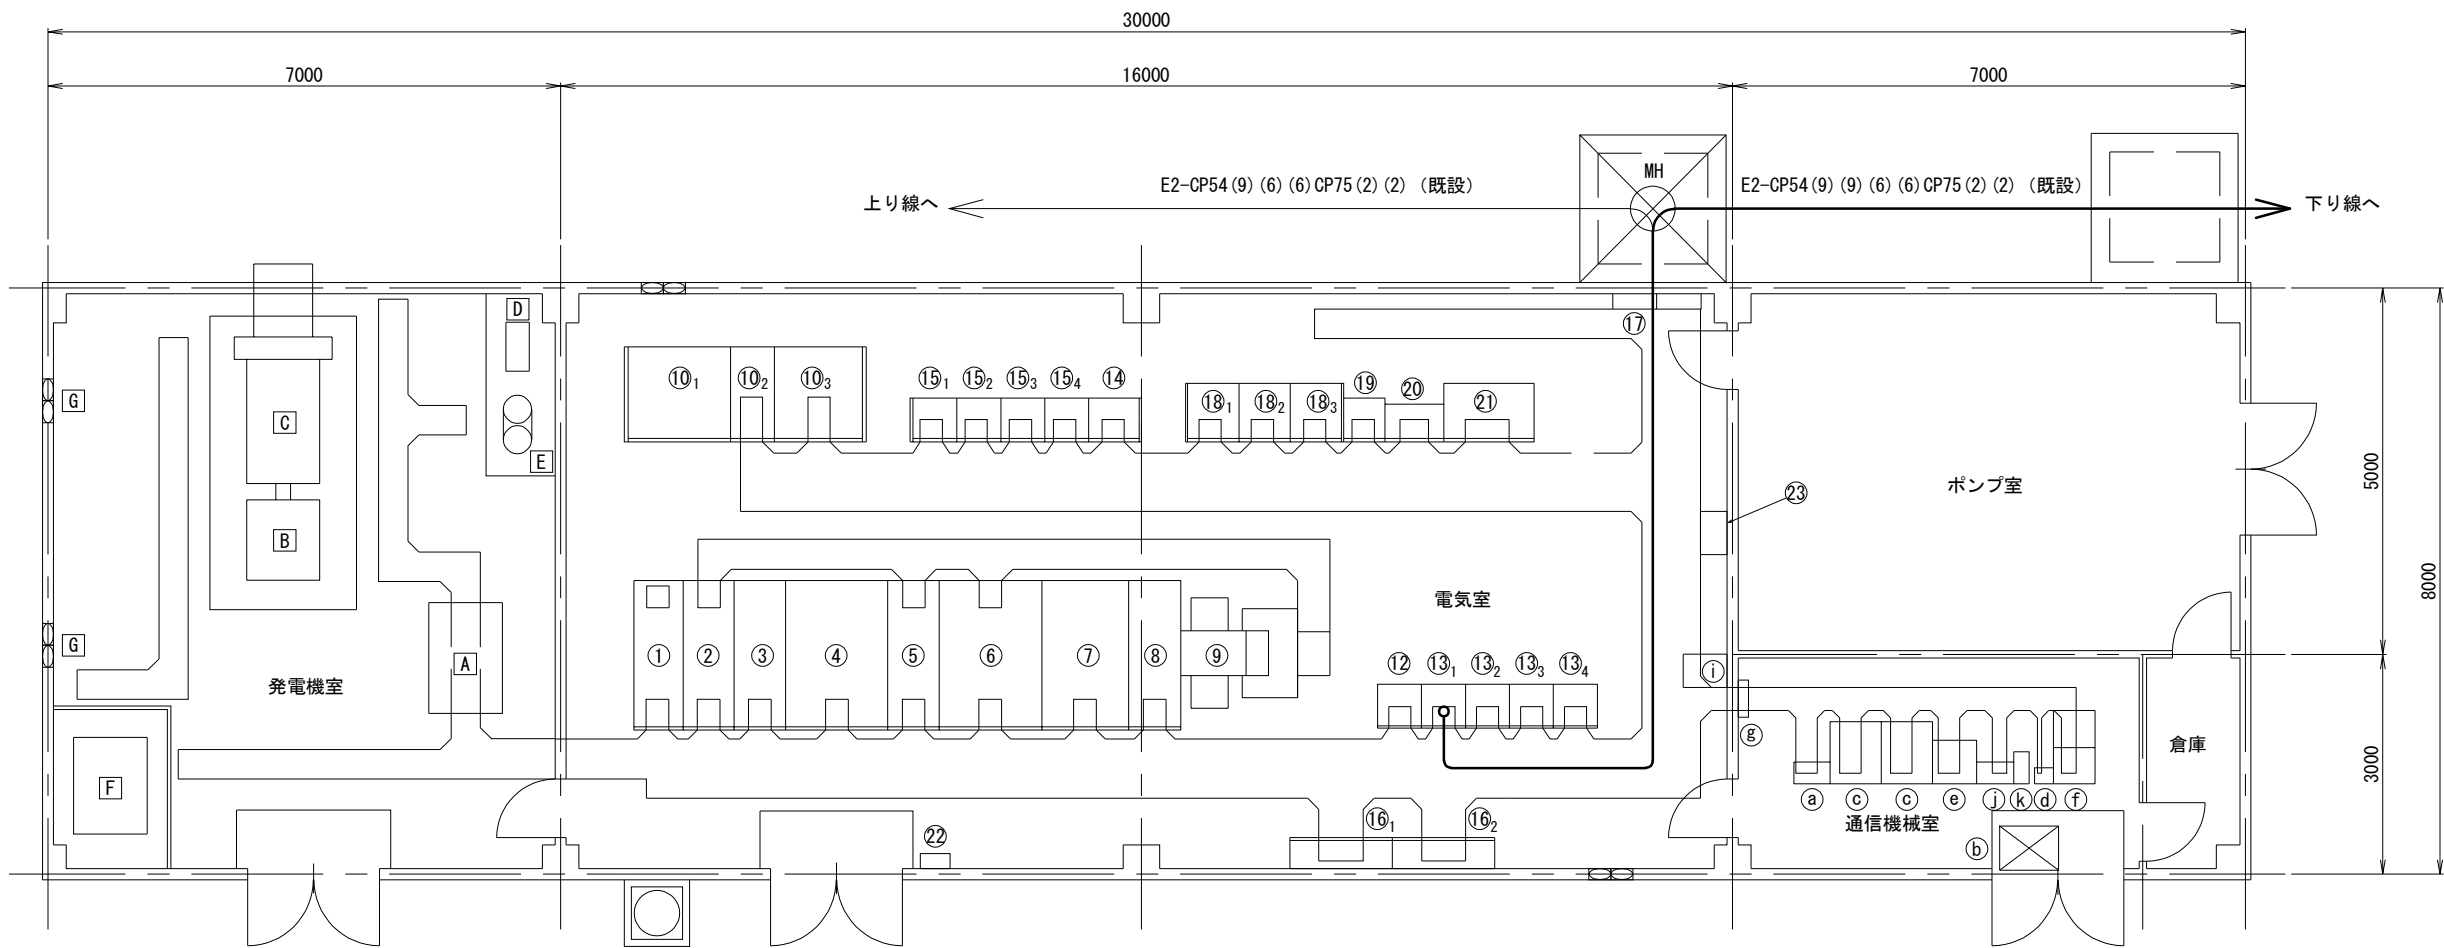 30000
7000
16000
7000
MH
E2-CP54(9)(6)(6)CP75(2)(2) (既設)
E2-CP54(9)(9)(6)(6)CP75(2)(2) (既設)
上り線へ
下り線へ
D
⑰
G
C
⑩1
⑩2
⑩3
⑮1
⑮2
⑮3
⑮4
⑭
⑱1
⑱2
⑱3
⑲
⑳
㉑
E
5000
ポンプ室
㉓
B
8000
電気室
G
A
①
②
③
④
⑤
⑥
⑦
⑧
⑨
⑫
⑬1
⑬2
⑬3
⑬4
ⓘ
発電機室
ⓖ
倉庫
3000
F
ⓐ
ⓒ
ⓒ
ⓔ
ⓙ
ⓚ
ⓓ
ⓕ
⑯1
⑯2
通信機械室
㉒
ⓑ